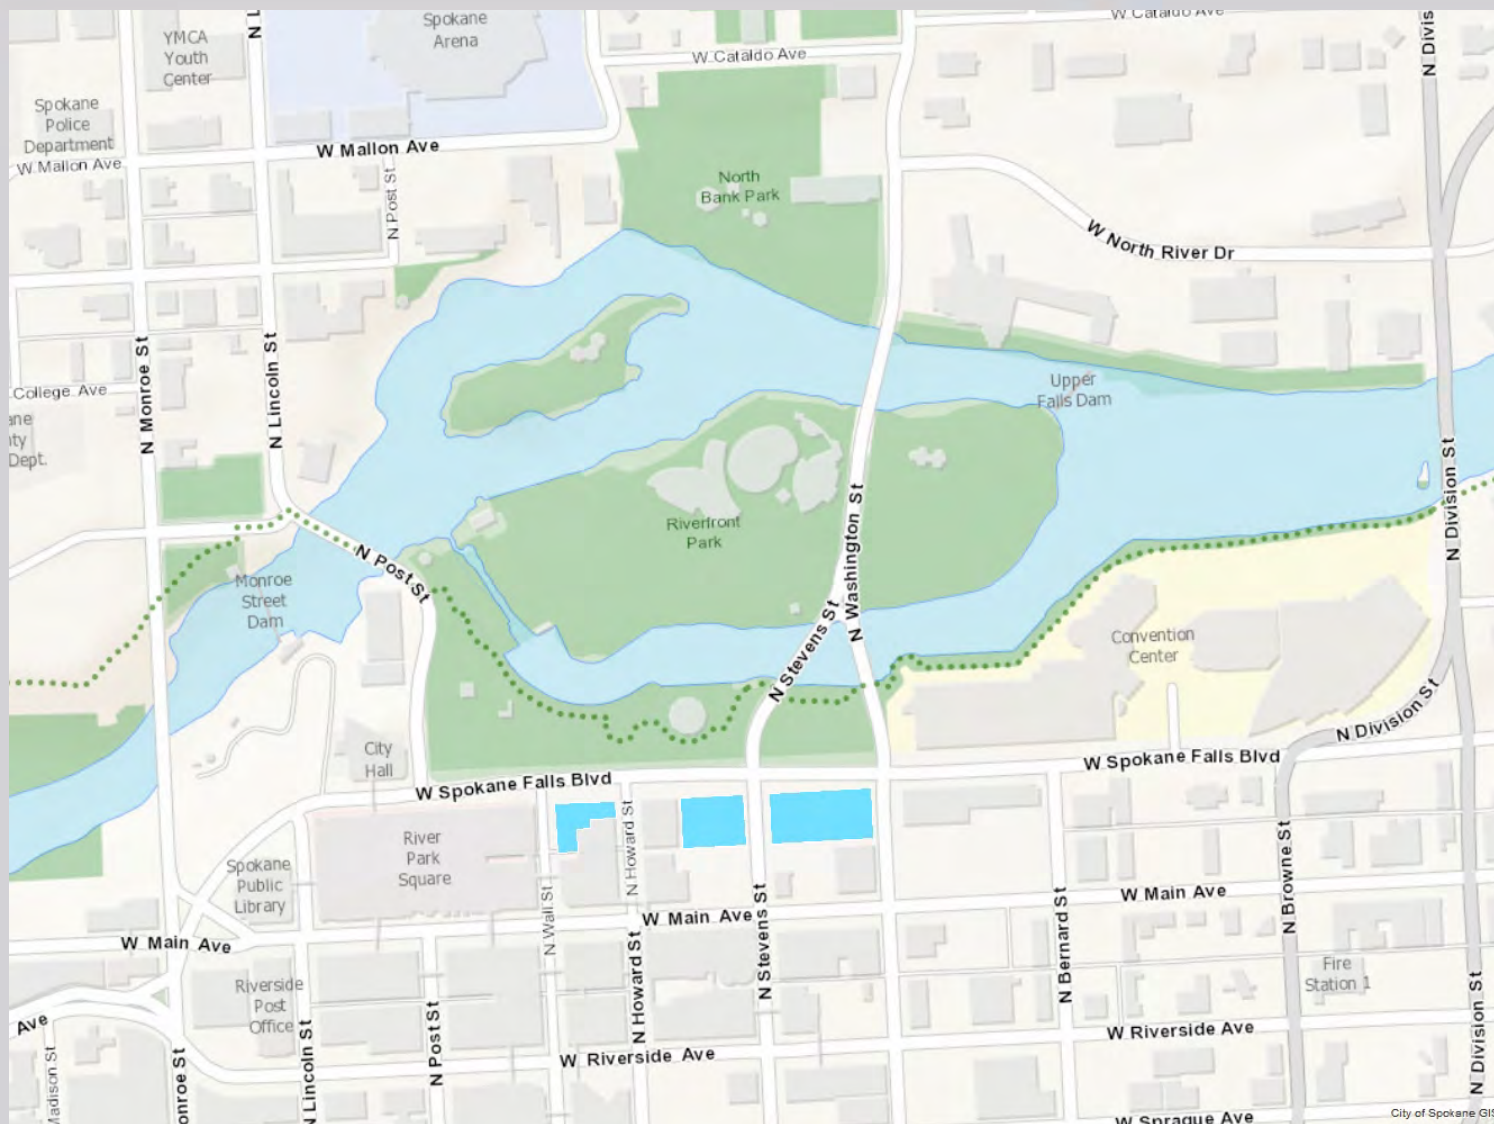 W Cataldo Ave
Spokane
Arena
N L
N Divis
YMCA
Youth
Center
W Cataldo Ave
Spokane
Police
Department
W Mallon Ave
W Mallon Ave
N Post St
North
Bank Park
W North River Dr
N Monroe St
N Lincoln St
College Ave
ane
nty
Dept.
Upper
Falls Dam
N Division St
Riverfront
Park
N Washington St
N Post St
Monroe
Street
Dam
N Stevens St
Convention
Center
N Division St
City
Hall
W Spokane Falls Blvd
W Spokane Falls Blvd
River
Park
Square
N Howard St
Spokane
Public
Library
N Browne St
W Main Ave
W Main Ave
W Main Ave
N Wall St
N Howard St
N Stevens St
N Bernard St
Fire
Station 1
Riverside
Post
Office
Ave
N Post St
N Lincoln St
W Riverside Ave
W Riverside Ave
N Division St
Madison St
onroe St
W Sprague Ave
City of Spokane GIS